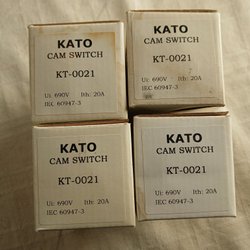 KATO
CAM SWITCH
KT-0021
Ui: 690V Ith: 20A
IEC 60947-3
KATO
CAM SWITCH
KT-0021
Ui: 690V Ith: 20A
IEC 60947-3
KATO
CAM SWITCH
KT-0021
Ui: 690V Ith: 20A
IEC 60947-3
KATO
CAM SWITCH
KT-0021
Ui: 690V Ith: 20A
IEC 60947-3